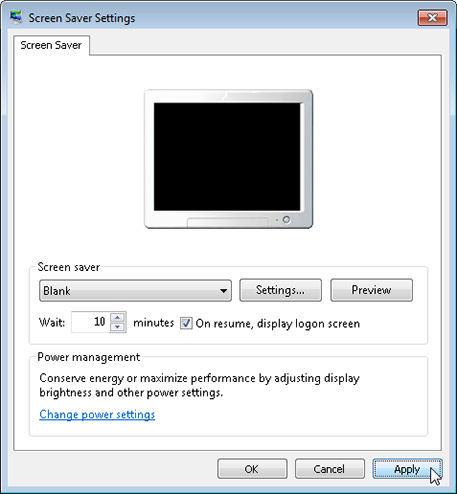 Screen Saver Settings
Screen Saver
Screen saver
Blank Settings... Preview
Wait: 10 minutes On resume, display logon screen
Power management
Conserve energy or maximize performance by adjusting display
brightness and other power settings.
Change power settings
OK Cancel Apply